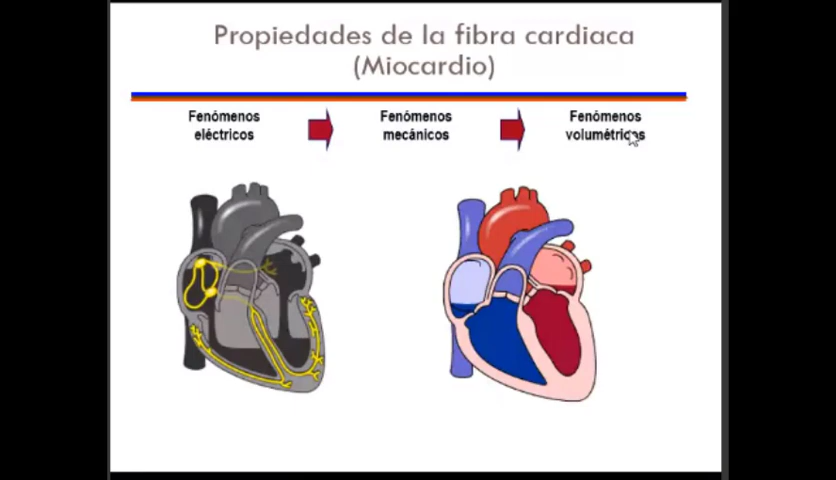 Propiedades de la fibra cardiaca
(Miocardio)
Fenómenos
eléctricos
Fenómenos
mecánicos
Fenómenos
volumétricos